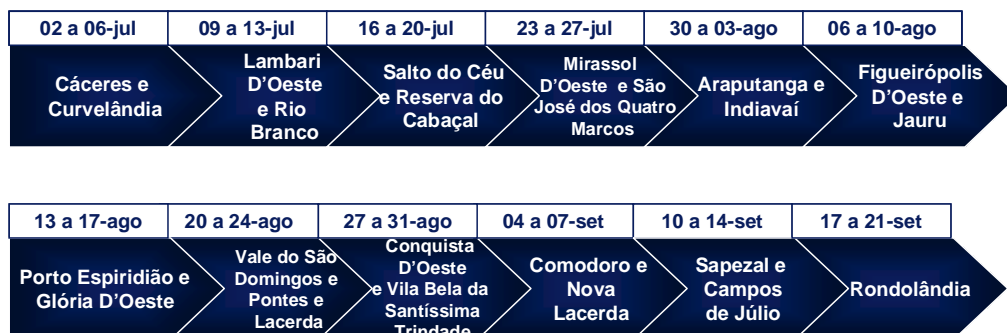 02 a 06-jul
09 a 13-jul
16 a 20-jul
23 a 27-jul
30 a 03-ago
06 a 10-ago
Cáceres e
Curvelândia
Lambari
D’Oeste
e Rio
Branco
Salto do Céu
e Reserva do
Cabaçal
Mirassol
D’Oeste e São
José dos Quatro
Marcos
Araputanga e
Indiavaí
Figueirópolis
D’Oeste e
Jauru
13 a 17-ago
20 a 24-ago
27 a 31-ago
04 a 07-set
10 a 14-set
17 a 21-set
Porto Espiridião e
Glória D’Oeste
Vale do São
Domingos e
Pontes e
Lacerda
Conquista
D’Oeste
e Vila Bela da
Santíssima
Trindade
Comodoro e
Nova
Lacerda
Sapezal e
Campos
de Júlio
Rondolândia